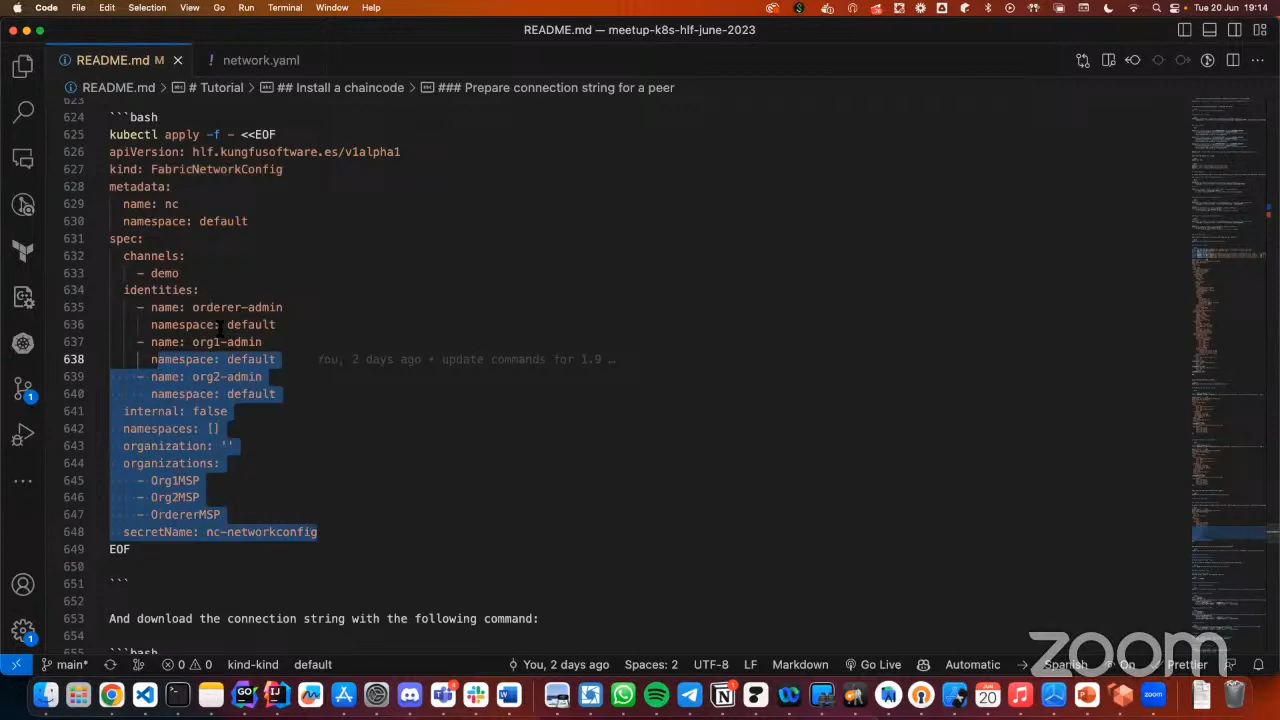 Code File Edit Selection View Go Run Terminal Window Help Tue 20 Jun 19:14
README.md — meetup-k8s-hlf-june-2023
README.md M network.yaml
README.md > # Tutorial > ## Install a chaincode > ### Prepare connection string for a peer
623
624 ```bash
625 kubectl apply -f - <<EOF
626 apiVersion: hlf.kungfusoftware.es/v1alpha1
627 kind: FabricNetworkConfig
628 metadata:
629 name: nc
630 namespace: default
631 spec:
632 channels:
633 - demo
634 identities:
635 - name: orderer-admin
636 namespace: default
637 - name: org1-admin
638 namespace: default You, 2 days ago • update commands for 1.9 …
639 - name: org2-admin
640 namespace: default
641 internal: false
642 namespaces: []
643 organization: ''
644 organizations:
645 - Org1MSP
646 - Org2MSP
647 - OrdererMSP
648 secretName: nc-networkconfig
649 EOF
650
651 ```
652
653 And download the connection string with the following command:
654
655 ```bash
zoom
main* 0 0 kind-kind default You, 2 days ago Spaces: 2 UTF-8 LF Markdown Go Live Automatic Spanish On Prettier